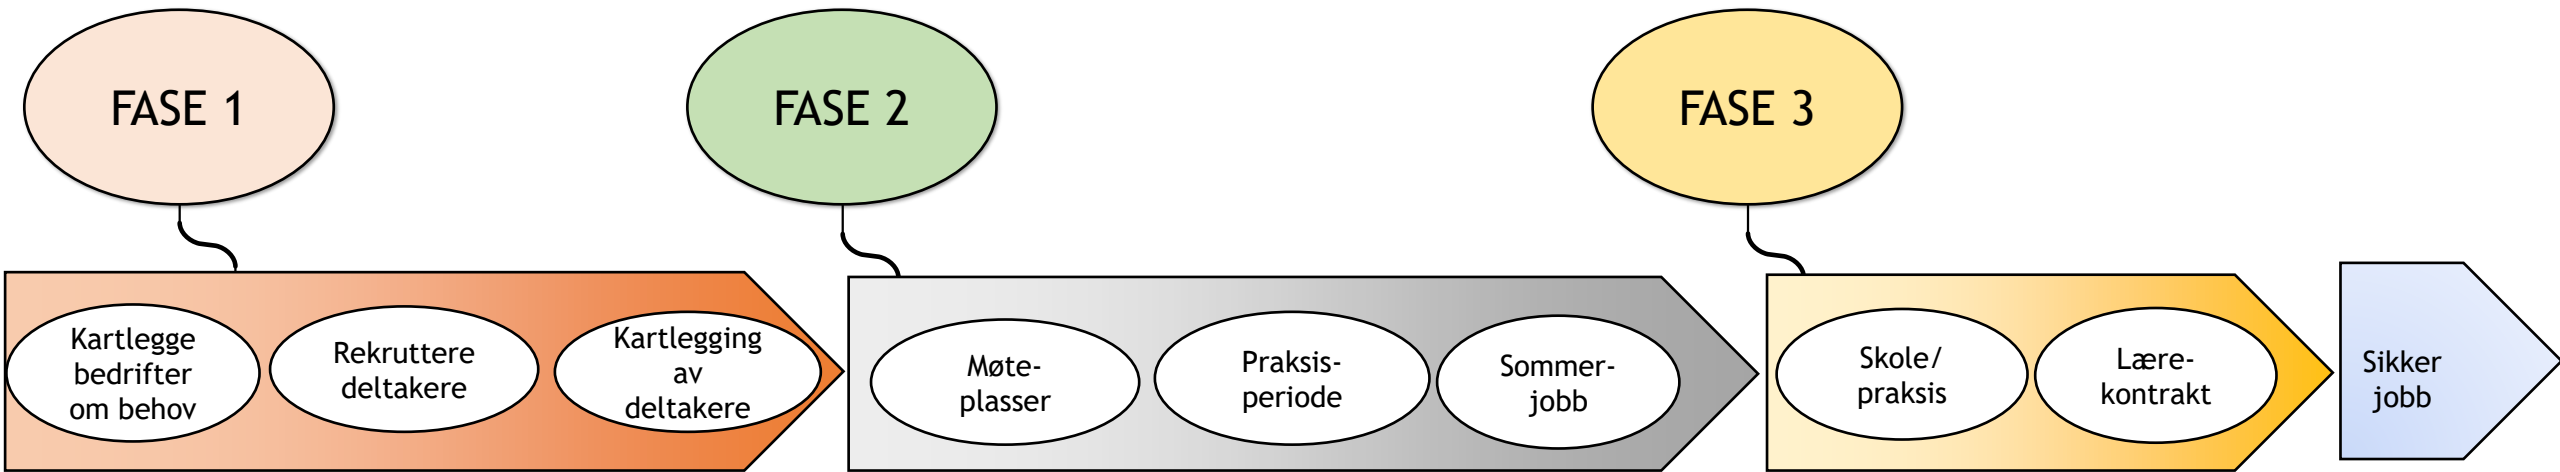 FASE 1
FASE 2
FASE 3
Kartlegge
bedrifter
om behov
Rekruttere
deltakere
Kartlegging
av
deltakere
Møte-
plasser
Praksis-
periode
Sommer-
jobb
Skole/
praksis
Lære-
kontrakt
Sikker
jobb